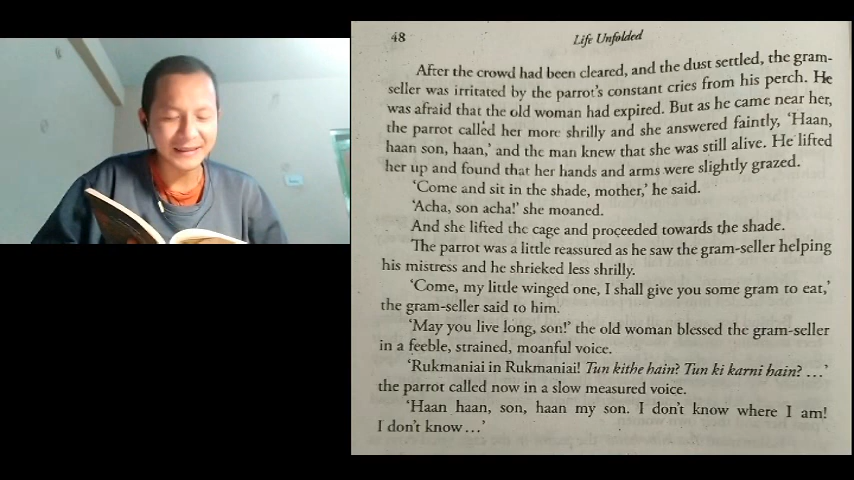 48
Life Unfolded
After the crowd had been cleared, and the dust settled, the gram-
seller was irritated by the parrot's constant cries from his perch. He
was afraid that the old woman had expired. But as he came near her,
the parrot called her more shrilly and she answered faintly, 'Haan,
haan son, haan,' and the man knew that she was still alive. He lifted
her up and found that her hands and arms were slightly grazed.
'Come and sit in the shade, mother,' he said.
'Acha, son acha!' she moaned.
And she lifted the cage and proceeded towards the shade.
The parrot was a little reassured as he saw the gram-seller helping
his mistress and he shrieked less shrilly.
'Come, my little winged one, I shall give you some gram to eat,'
the gram-seller said to him.
'May you live long, son!' the old woman blessed the gram-seller
in a feeble, strained, moanful voice.
'Rukmaniai in Rukmaniai! Tun kithe hain? Tun ki karni hain? ...'
the parrot called now in a slow measured voice.
'Haan haan, son, haan my son. I don't know where I am!
I don't know...'